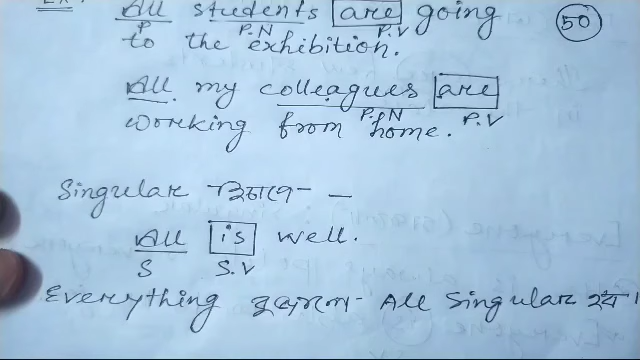 Ex:
All students are going 50
P P.N P.V
to the exhibition.
All my colleagues are
P.N P.V
working from home.
Singular হিসাবে- —
All is well.
S S.V
Everything বুঝালে- All Singular হয়।